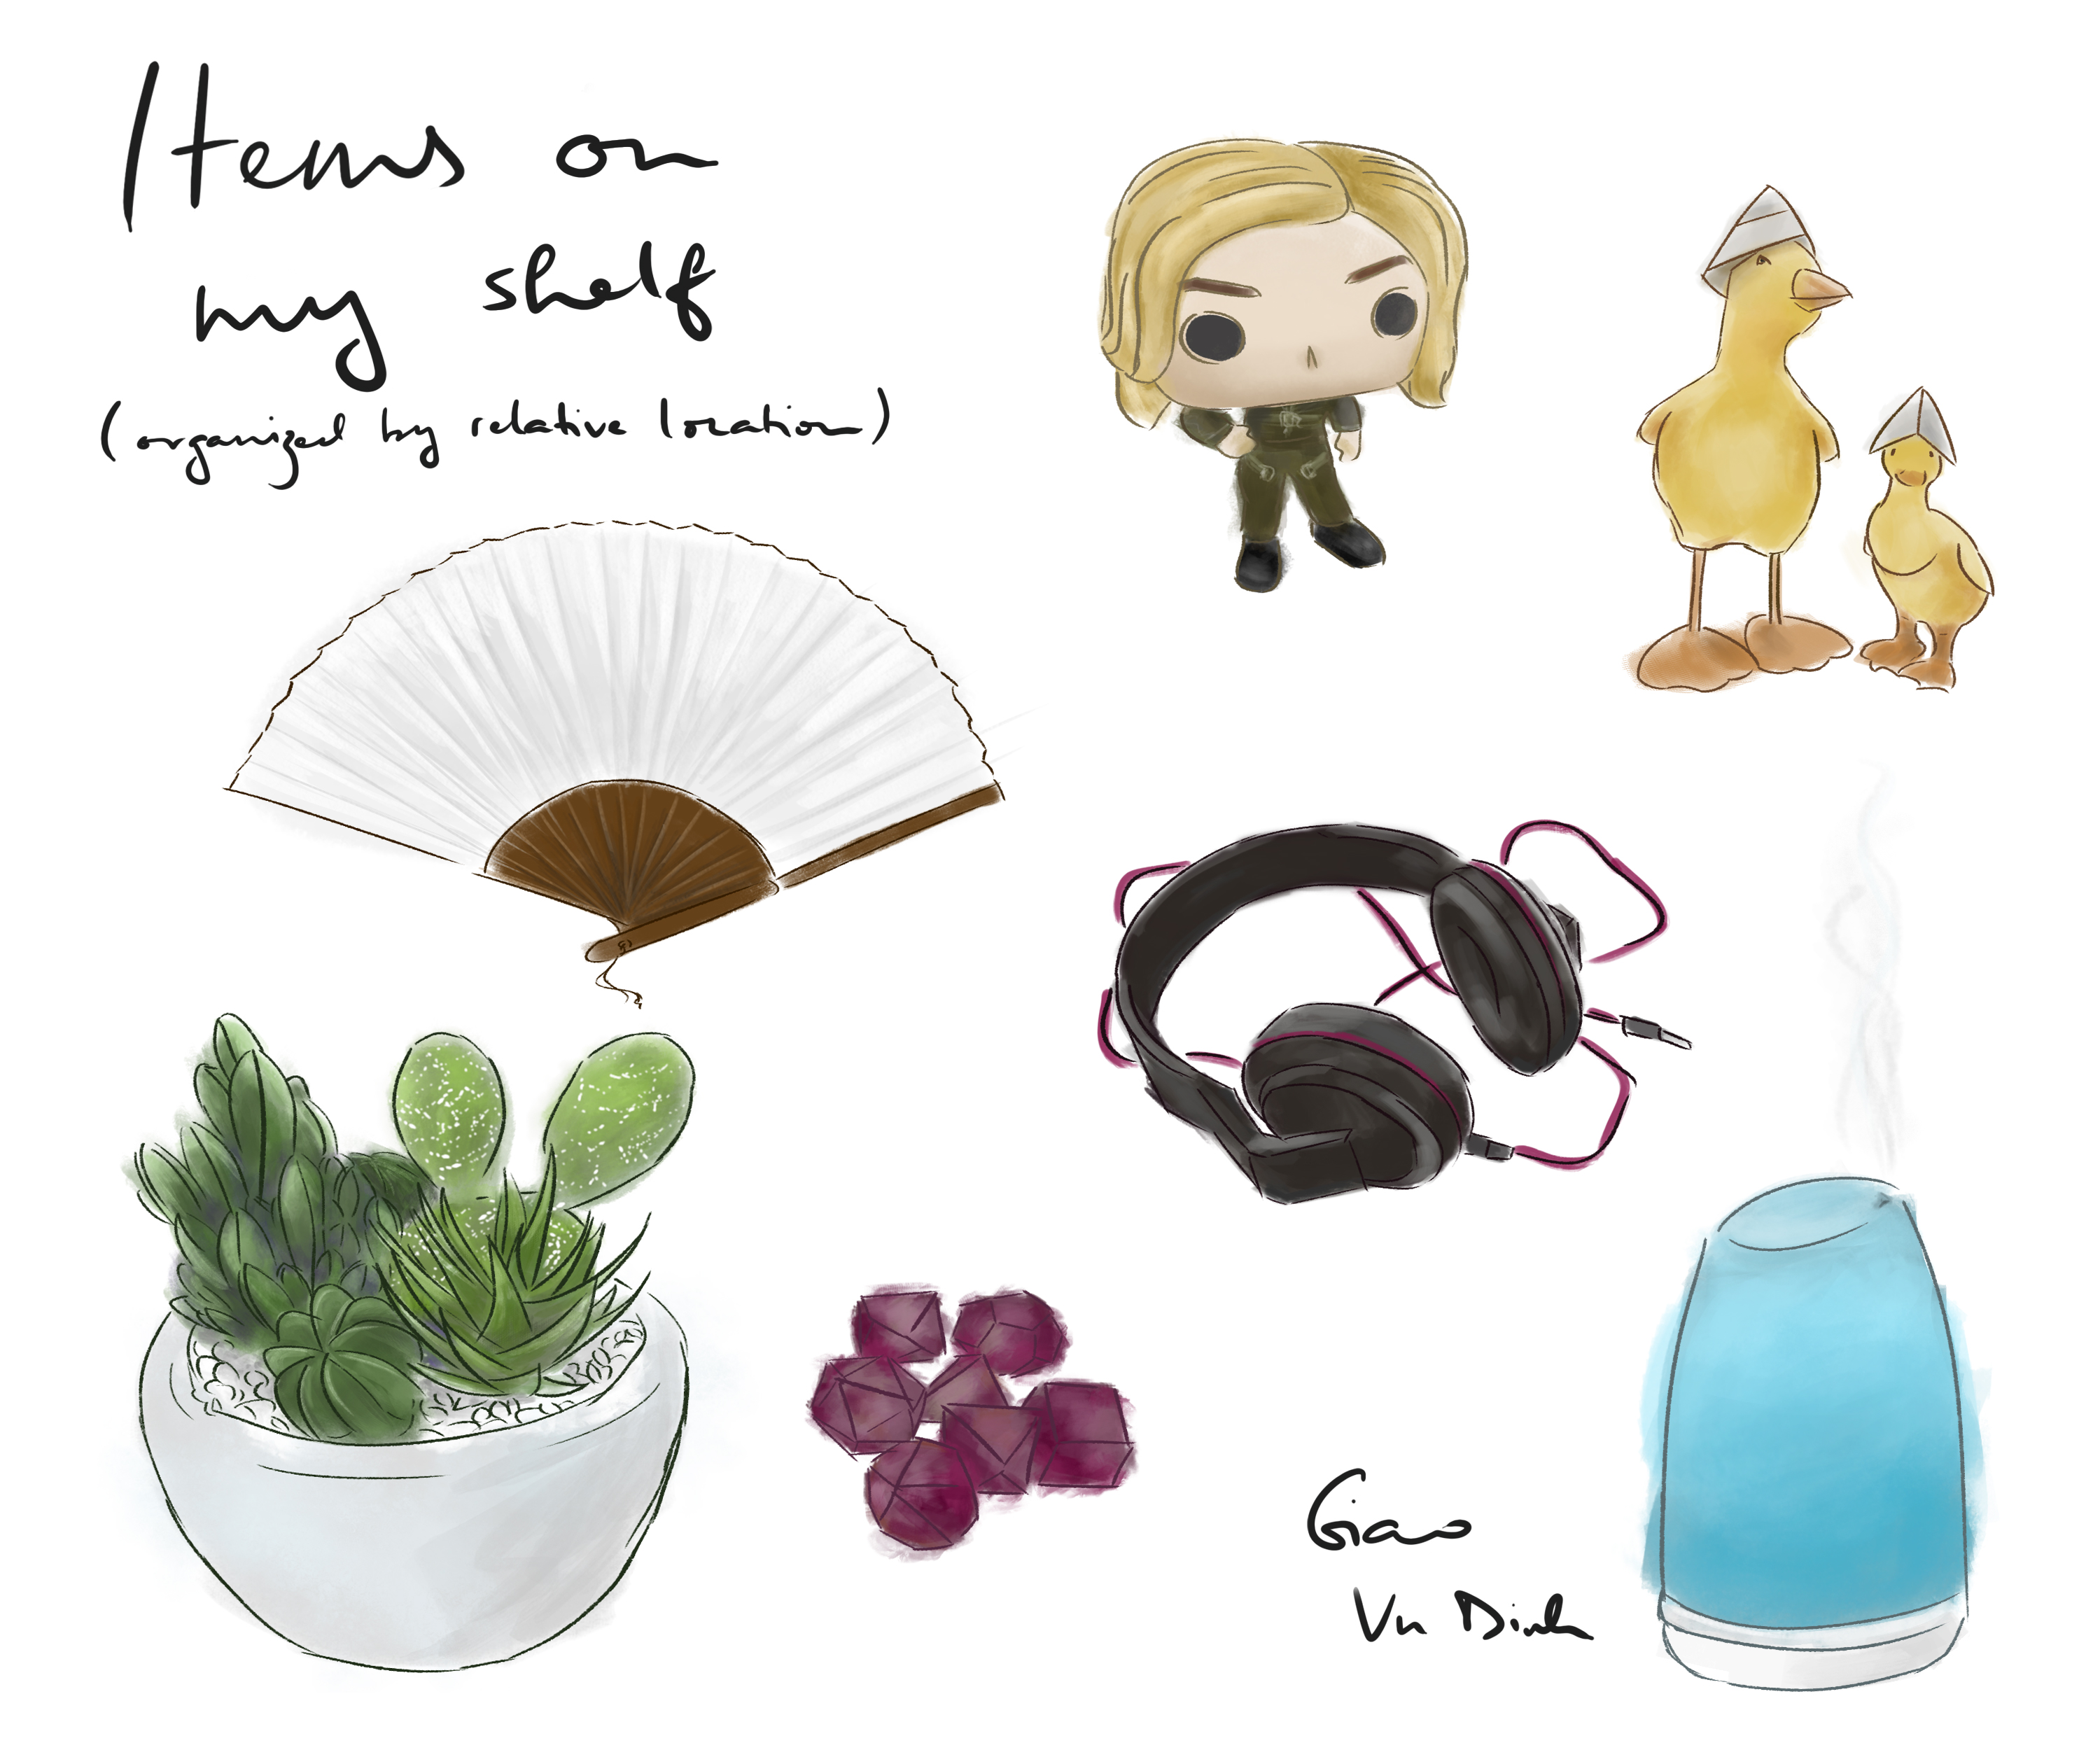 Items on
my shelf
(organized by relative location)
Giao
Vu Dinh